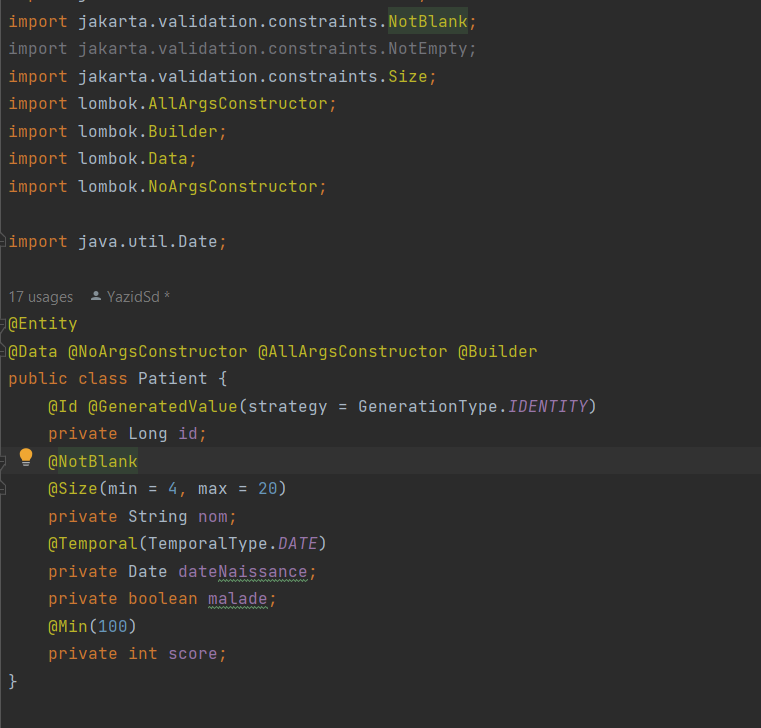 import jakarta.validation.constraints.NotBlank;
import jakarta.validation.constraints.NotEmpty;
import jakarta.validation.constraints.Size;
import lombok.AllArgsConstructor;
import lombok.Builder;
import lombok.Data;
import lombok.NoArgsConstructor;
import java.util.Date;
17 usages YazidSd *
@Entity
@Data @NoArgsConstructor @AllArgsConstructor @Builder
public class Patient {
@Id @GeneratedValue(strategy = GenerationType.IDENTITY)
private Long id;
@NotBlank
@Size(min = 4, max = 20)
private String nom;
@Temporal(TemporalType.DATE)
private Date dateNaissance;
private boolean malade;
@Min(100)
private int score;
}